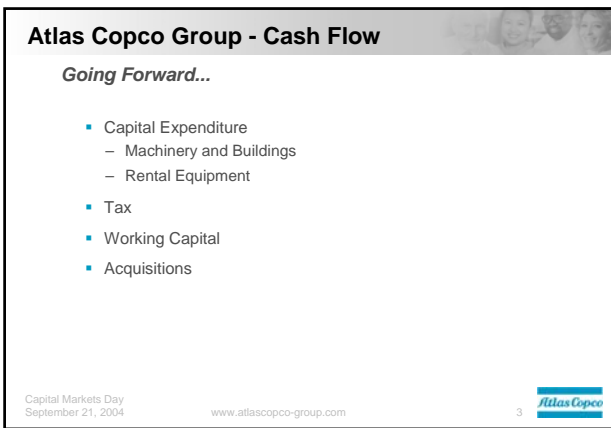 Atlas Copco Group - Cash Flow
Going Forward...
▪ Capital Expenditure
– Machinery and Buildings
– Rental Equipment
▪ Tax
▪ Working Capital
▪ Acquisitions
Capital Markets Day
September 21, 2004
www.atlascopco-group.com
3
Atlas Copco